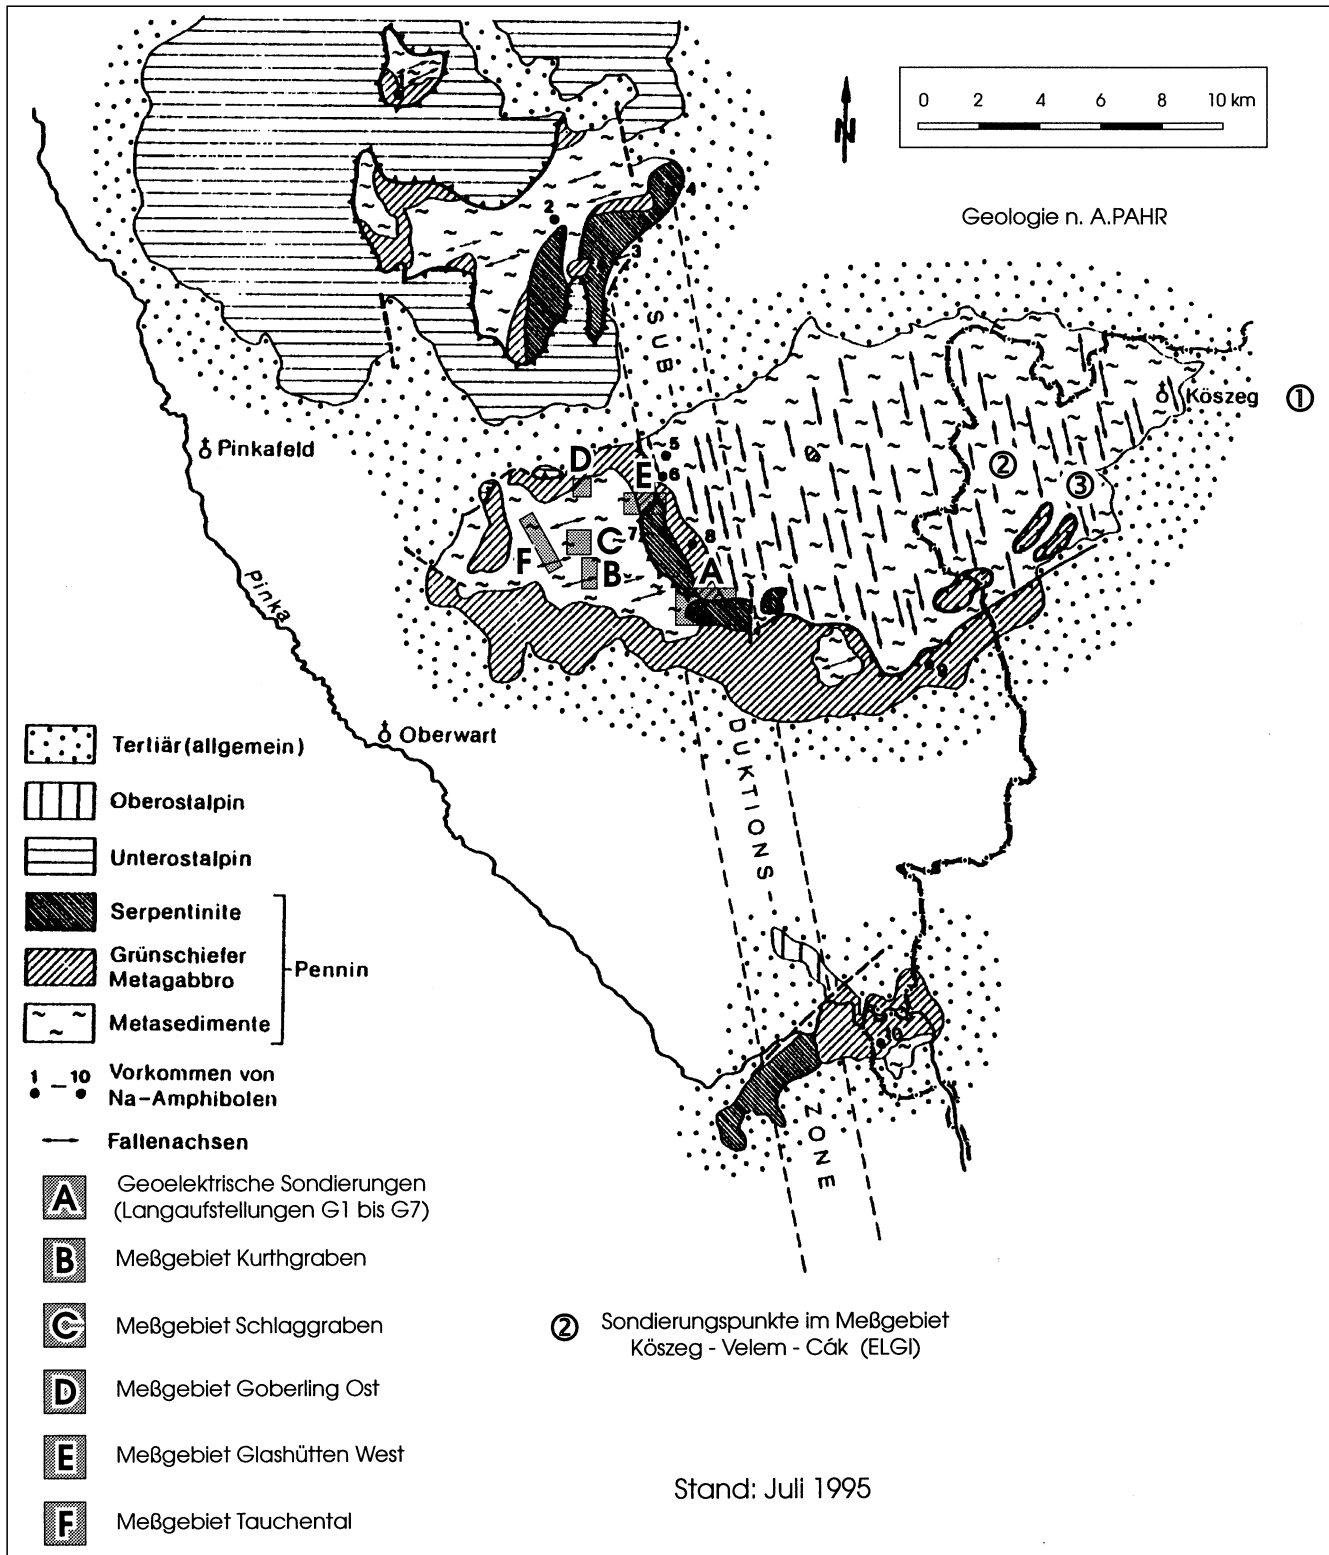 0 2 4 6 8 10 km
N
Geologie n. A.PAHR
1
2
3
4
SUB-
Köszeg ①
②
③
Pinkafeld
D
E
5
6
7
8
C
F
B
A
9
Pinka
Oberwart
DUKTIONS-
10
ZONE
Tertiär (allgemein)
Oberostalpin
Unterostalpin
Serpentinite
Grünschiefer
Metagabbro
Pennin
Metasedimente
1 – 10 Vorkommen von
Na-Amphibolen
Faltenachsen
A Geoelektrische Sondierungen
(Langaufstellungen G1 bis G7)
B Meßgebiet Kurthgraben
C Meßgebiet Schlaggraben
D Meßgebiet Goberling Ost
E Meßgebiet Glashütten West
F Meßgebiet Tauchental
② Sondierungspunkte im Meßgebiet
Köszeg - Velem - Cák (ELGI)
Stand: Juli 1995